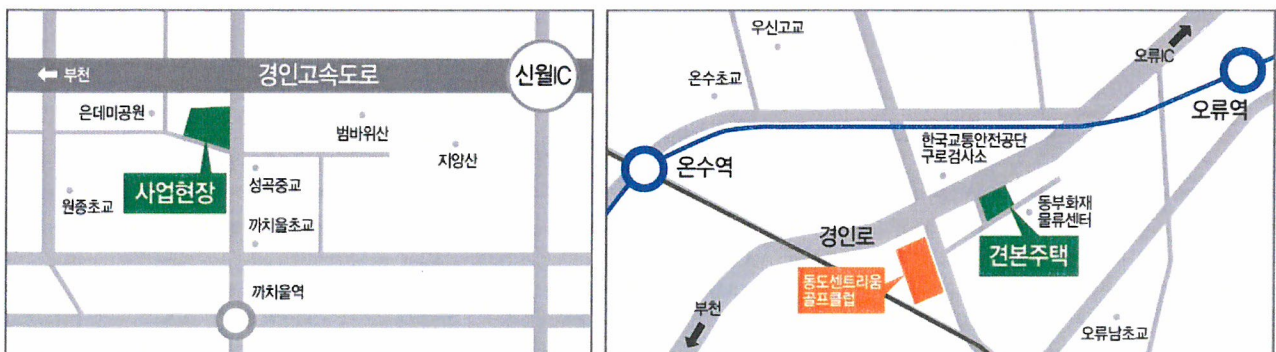 ← 부천
경인고속도로
신월IC
은데미공원
범바위산
지양산
사업현장
성곡중교
원종초교
까치울초교
까치울역
우신고교
오류IC
온수초교
오류역
한국교통안전공단
구로검사소
온수역
동부화재
물류센터
경인로
견본주택
동도센트리움
골프클럽
부천
오류남초교